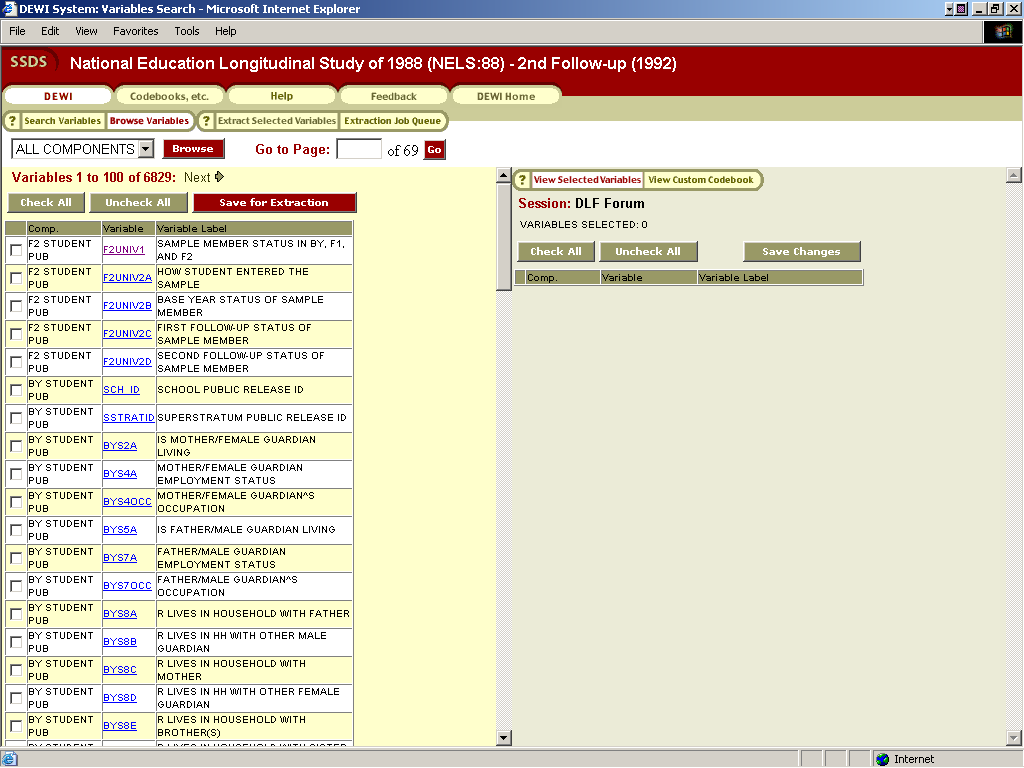 DEWI System: Variables Search - Microsoft Internet Explorer
File Edit View Favorites Tools Help
SSDS National Education Longitudinal Study of 1988 (NELS:88) - 2nd Follow-up (1992)
DEWI Codebooks, etc. Help Feedback DEWI Home
? Search Variables Browse Variables ? Extract Selected Variables Extraction Job Queue
ALL COMPONENTS Browse Go to Page: of 69 Go
Variables 1 to 100 of 6829: Next
Check All Uncheck All Save for Extraction
Comp. Variable Variable Label
F2 STUDENT PUB F2UNIV1 SAMPLE MEMBER STATUS IN BY, F1,
AND F2
F2 STUDENT PUB F2UNIV2A HOW STUDENT ENTERED THE
SAMPLE
F2 STUDENT PUB F2UNIV2B BASE YEAR STATUS OF SAMPLE
MEMBER
F2 STUDENT PUB F2UNIV2C FIRST FOLLOW-UP STATUS OF
SAMPLE MEMBER
F2 STUDENT PUB F2UNIV2D SECOND FOLLOW-UP STATUS OF
SAMPLE MEMBER
BY STUDENT PUB SCH_ID SCHOOL PUBLIC RELEASE ID
BY STUDENT PUB SSTRATID SUPERSTRATUM PUBLIC RELEASE ID
BY STUDENT PUB BYS2A IS MOTHER/FEMALE GUARDIAN
LIVING
BY STUDENT PUB BYS4A MOTHER/FEMALE GUARDIAN
EMPLOYMENT STATUS
BY STUDENT PUB BYS4OCC MOTHER/FEMALE GUARDIAN^S
OCCUPATION
BY STUDENT PUB BYS5A IS FATHER/MALE GUARDIAN LIVING
BY STUDENT PUB BYS7A FATHER/MALE GUARDIAN
EMPLOYMENT STATUS
BY STUDENT PUB BYS7OCC FATHER/MALE GUARDIAN^S
OCCUPATION
BY STUDENT PUB BYS8A R LIVES IN HOUSEHOLD WITH FATHER
BY STUDENT PUB BYS8B R LIVES IN HH WITH OTHER MALE
GUARDIAN
BY STUDENT PUB BYS8C R LIVES IN HOUSEHOLD WITH
MOTHER
BY STUDENT PUB BYS8D R LIVES IN HH WITH OTHER FEMALE
GUARDIAN
BY STUDENT PUB BYS8E R LIVES IN HOUSEHOLD WITH
BROTHER(S)
? View Selected Variables View Custom Codebook
Session: DLF Forum
VARIABLES SELECTED: 0
Check All Uncheck All Save Changes
Comp. Variable Variable Label
Internet